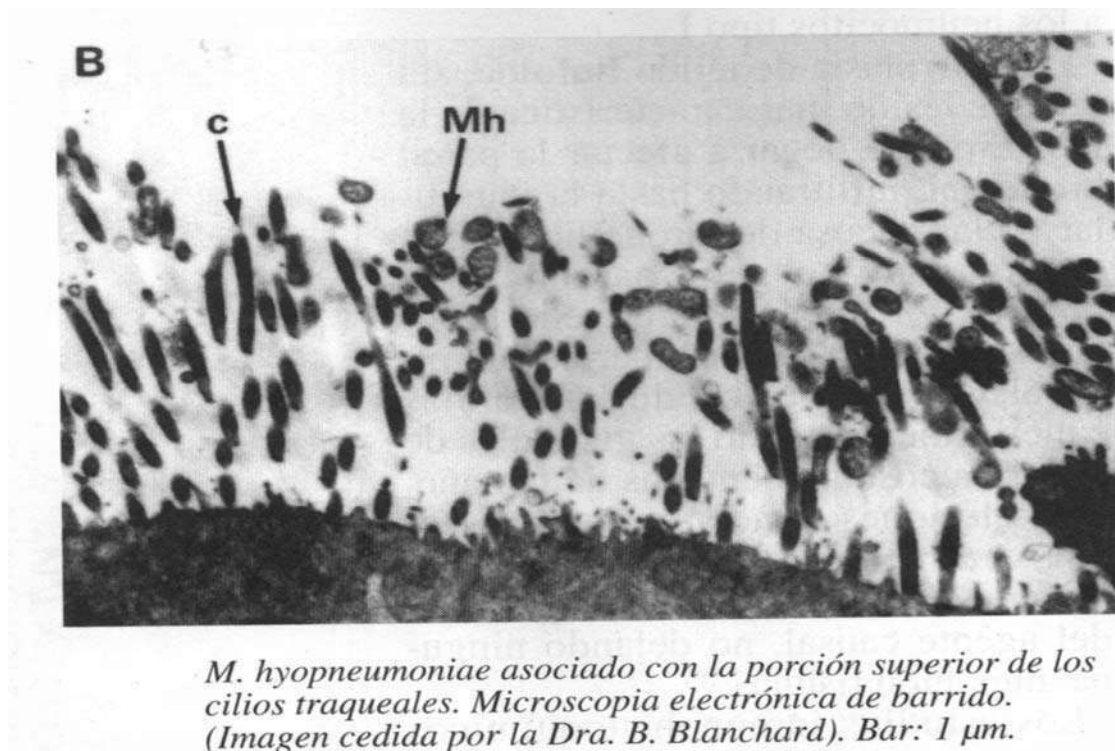 B
c
Mh
M. hyopneumoniae asociado con la porción superior de los
cilios traqueales. Microscopia electrónica de barrido.
(Imagen cedida por la Dra. B. Blanchard). Bar: 1 µm.